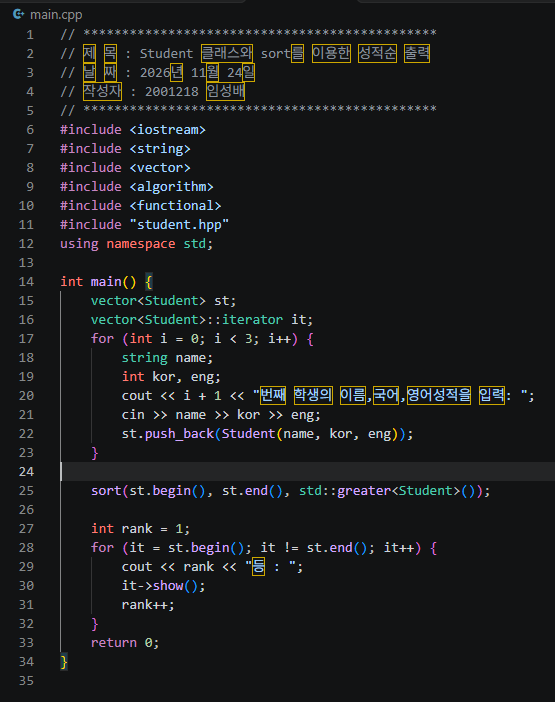 main.cpp
1 // **********************************************
2 // 제 목 : Student 클래스와 sort를 이용한 성적순 출력
3 // 날 짜 : 2026년 11월 24일
4 // 작성자 : 2001218 임성배
5 // **********************************************
6 #include <iostream>
7 #include <string>
8 #include <vector>
9 #include <algorithm>
10 #include <functional>
11 #include "student.hpp"
12 using namespace std;
13
14 int main() {
15     vector<Student> st;
16     vector<Student>::iterator it;
17     for (int i = 0; i < 3; i++) {
18         string name;
19         int kor, eng;
20         cout << i + 1 << "번째 학생의 이름,국어,영어성적을 입력: ";
21         cin >> name >> kor >> eng;
22         st.push_back(Student(name, kor, eng));
23     }
24
25     sort(st.begin(), st.end(), std::greater<Student>());
26
27     int rank = 1;
28     for (it = st.begin(); it != st.end(); it++) {
29         cout << rank << "등 : ";
30         it->show();
31         rank++;
32     }
33     return 0;
34 }
35